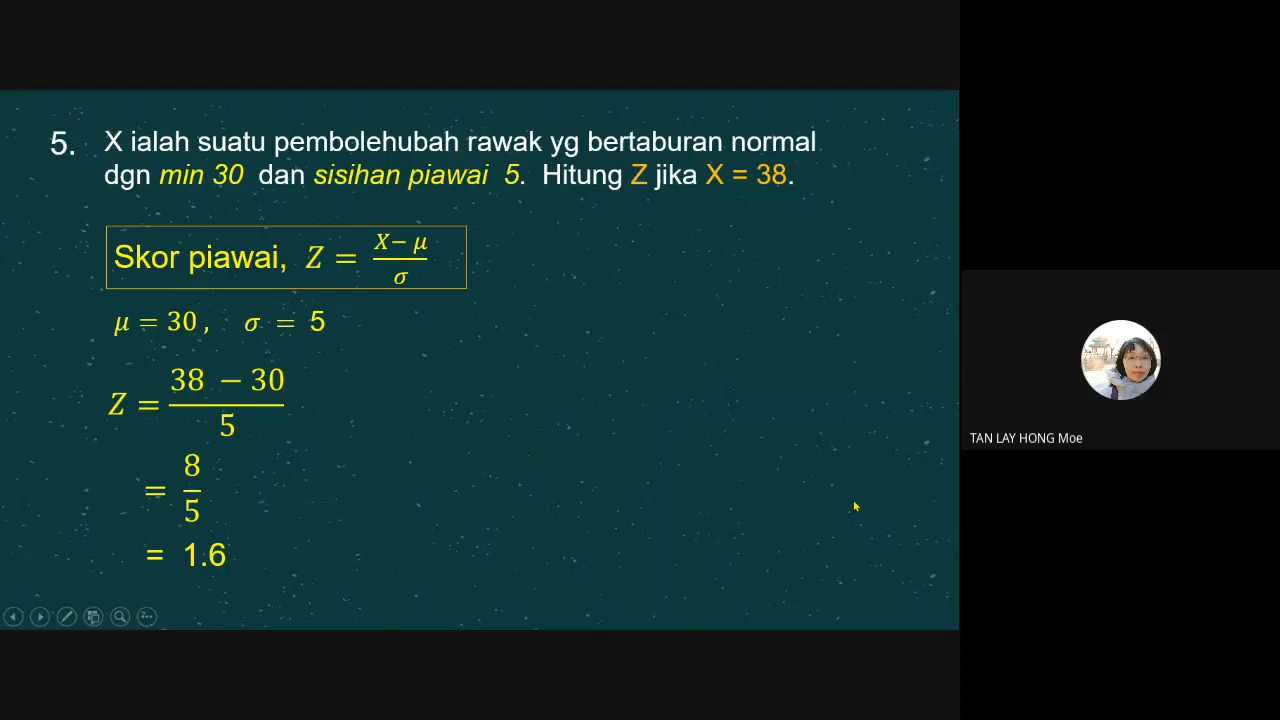 5. X ialah suatu pembolehubah rawak yg bertaburan normal
dgn min 30 dan sisihan piawai 5. Hitung Z jika X = 38.
Skor piawai, Z = (X − μ)/σ
μ = 30 , σ = 5
Z = (38 − 30)/5
= 8/5
= 1.6
TAN LAY HONG Moe